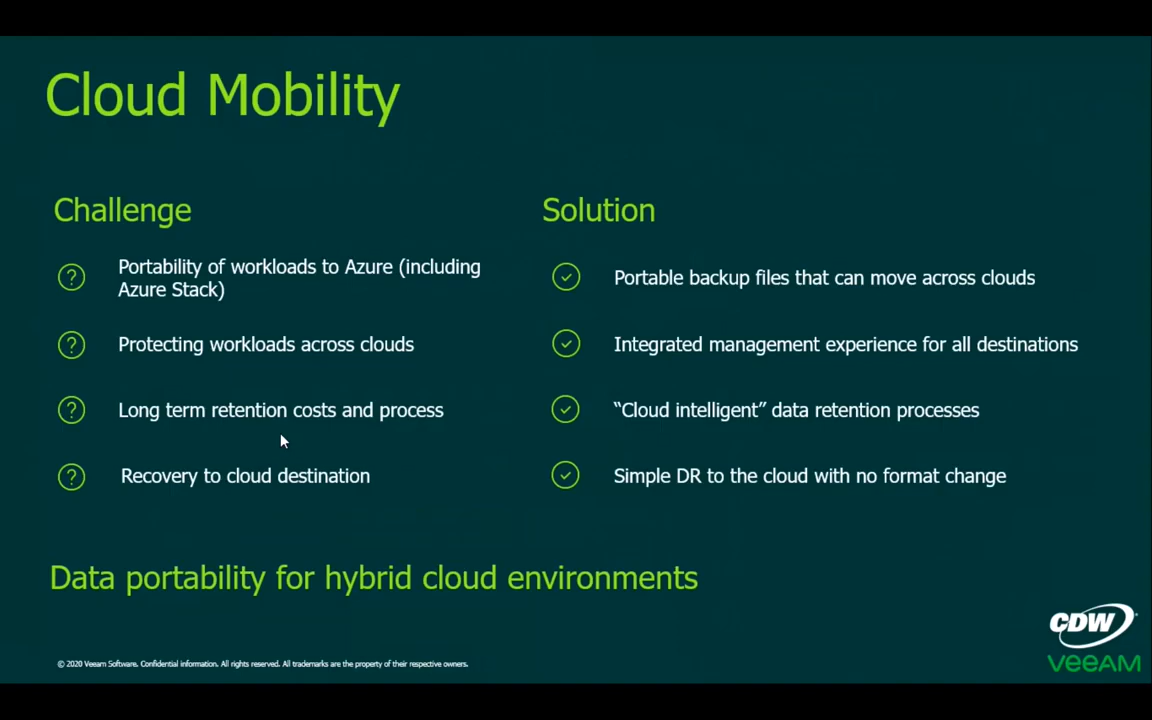 Cloud Mobility
Challenge
Portability of workloads to Azure (including
Azure Stack)
Protecting workloads across clouds
Long term retention costs and process
Recovery to cloud destination
Solution
Portable backup files that can move across clouds
Integrated management experience for all destinations
“Cloud intelligent” data retention processes
Simple DR to the cloud with no format change
Data portability for hybrid cloud environments
© 2020 Veeam Software. Confidential information. All rights reserved. All trademarks are the property of their respective owners.
CDW
veeAM